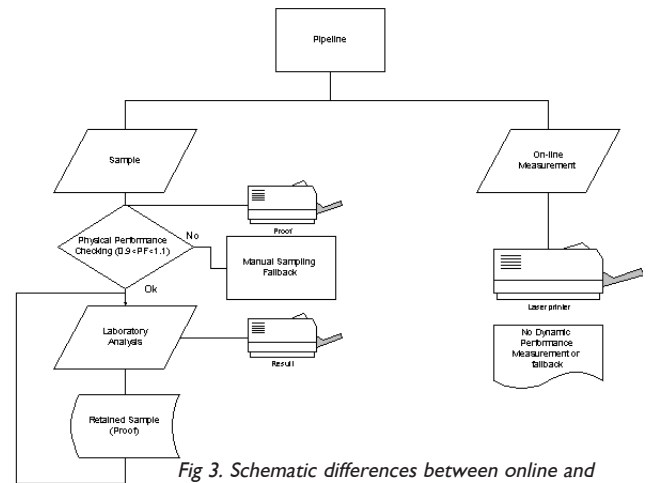 Pipeline
Sample
On-line
Measurement
Proof
Physical Performance
Checking (0.9<PF<1.1)
No
Manual Sampling
Fallback
Ok
Laser printer
Laboratory
Analysis
Result
No Dynamic
Performance
Measurement or
fallback
Retained Sample
(Proof)
Fig 3. Schematic differences between online and